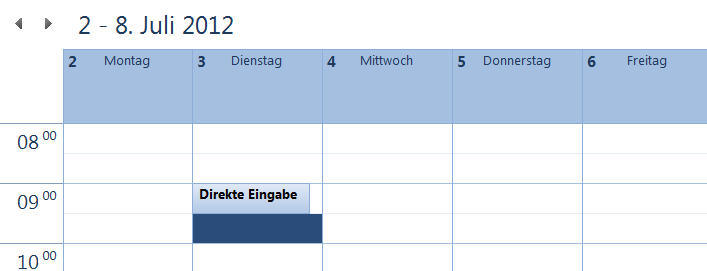 2 - 8. Juli 2012
2 Montag 3 Dienstag 4 Mittwoch 5 Donnerstag 6 Freitag
08 00
09 00
Direkte Eingabe
10 00